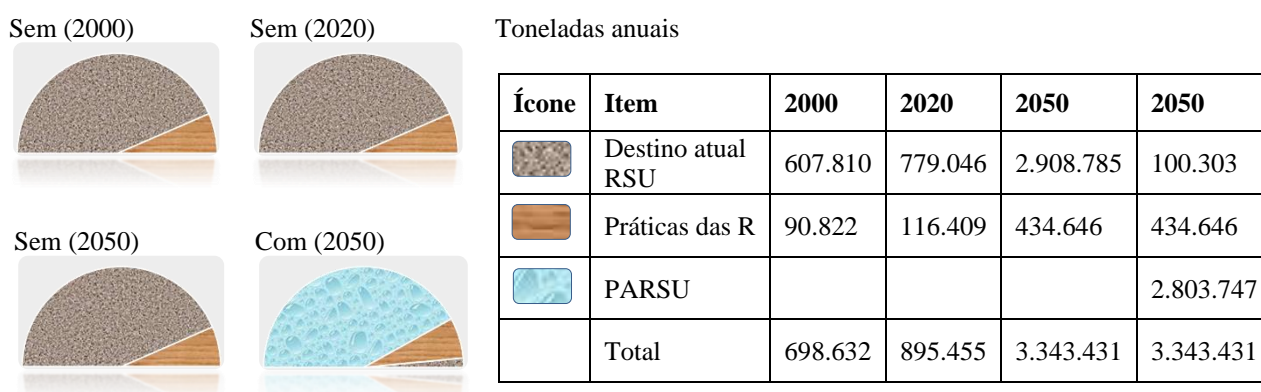 Sem (2000)
Sem (2020)
Sem (2050)
Com (2050)
Toneladas anuais
Ícone Item 2000 2020 2050 2050
Destino atual
RSU 607.810 779.046 2.908.785 100.303
Práticas das R 90.822 116.409 434.646 434.646
PARSU 2.803.747
Total 698.632 895.455 3.343.431 3.343.431